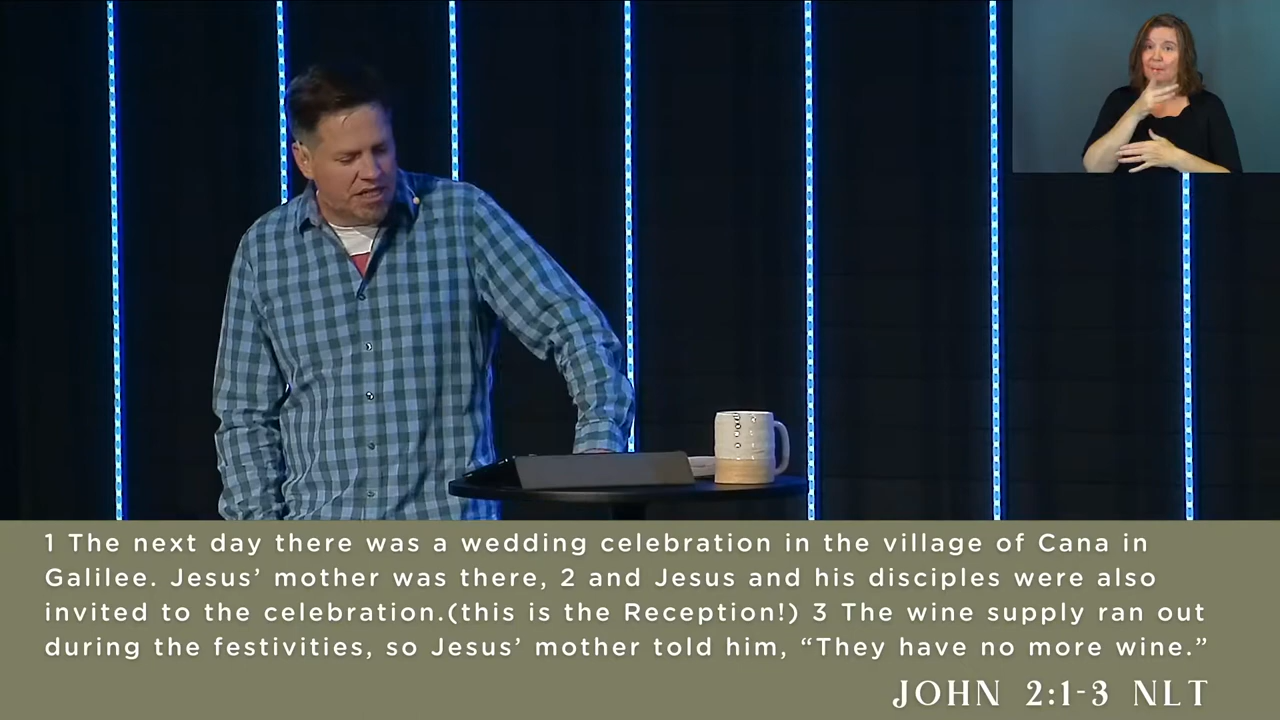 1 The next day there was a wedding celebration in the village of Cana in
Galilee. Jesus’ mother was there, 2 and Jesus and his disciples were also
invited to the celebration.(this is the Reception!) 3 The wine supply ran out
during the festivities, so Jesus’ mother told him, “They have no more wine.”
JOHN 2:1-3 NLT